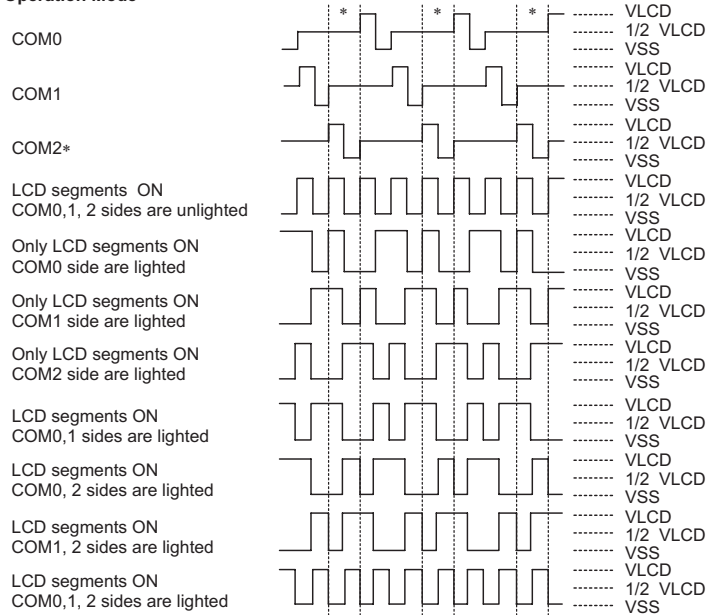 Operation Mode
* * *
COM0
VLCD
1/2 VLCD
VSS
COM1
VLCD
1/2 VLCD
VSS
COM2*
VLCD
1/2 VLCD
VSS
LCD segments ON
COM0,1, 2 sides are unlighted
VLCD
1/2 VLCD
VSS
Only LCD segments ON
COM0 side are lighted
VLCD
1/2 VLCD
VSS
Only LCD segments ON
COM1 side are lighted
VLCD
1/2 VLCD
VSS
Only LCD segments ON
COM2 side are lighted
VLCD
1/2 VLCD
VSS
LCD segments ON
COM0,1 sides are lighted
VLCD
1/2 VLCD
VSS
LCD segments ON
COM0, 2 sides are lighted
VLCD
1/2 VLCD
VSS
LCD segments ON
COM1, 2 sides are lighted
VLCD
1/2 VLCD
VSS
LCD segments ON
COM0,1, 2 sides are lighted
VLCD
1/2 VLCD
VSS